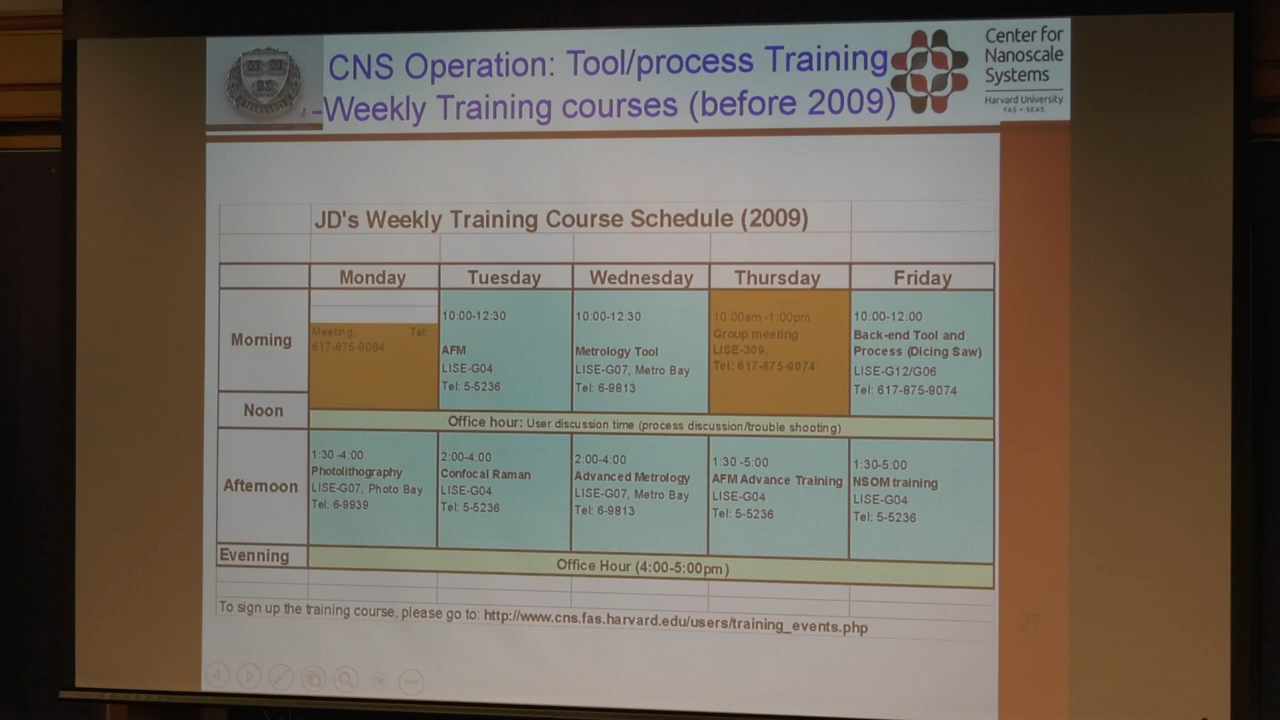 CNS Operation: Tool/process Training
-Weekly Training courses (before 2009)
Center for
Nanoscale
Systems
Harvard University
FAS • SEAS
JD's Weekly Training Course Schedule (2009)
Monday Tuesday Wednesday Thursday Friday
Morning
Meeting, Tel:
617-875-9094
10:00-12:30
AFM
LISE-G04
Tel: 5-5236
10:00-12:30
Metrology Tool
LISE-G07, Metro Bay
Tel: 6-9813
10:00am -1:00pm
Group meeting
LISE-309,
Tel: 617-875-9074
10:00-12:00
Back-end Tool and
Process (Dicing Saw)
LISE-G12/G06
Tel: 617-875-9074
Noon
Office hour: User discussion time (process discussion/trouble shooting)
Afternoon
1:30 -4:00
Photolithography
LISE-G07, Photo Bay
Tel: 6-9939
2:00-4:00
Confocal Raman
LISE-G04
Tel: 5-5236
2:00-4:00
Advanced Metrology
LISE-G07, Metro Bay
Tel: 6-9813
1:30 -5:00
AFM Advance Training
LISE-G04
Tel: 5-5236
1:30-5:00
NSOM training
LISE-G04
Tel: 5-5236
Evenning
Office Hour (4:00-5:00pm)
To sign up the training course, please go to: http://www.cns.fas.harvard.edu/users/training_events.php
27